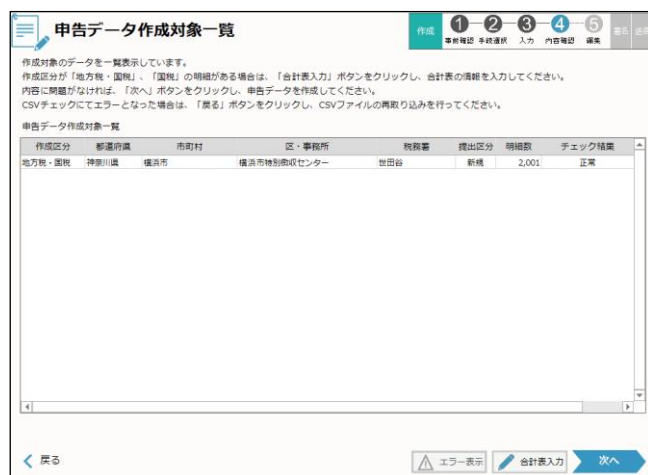 申告データ作成対象一覧
作成 1 2 3 4 5 署名 送信
事前確認 手続選択 入力 内容確認 編集
作成対象のデータを一覧表示しています。
作成区分が「地方税・国税」、「国税」の明細がある場合は、「合計表入力」ボタンをクリックし、合計表の情報を入力してください。
内容に問題がなければ、「次へ」ボタンをクリックし、申告データを作成してください。
CSVチェックにてエラーとなった場合は、「戻る」ボタンをクリックし、CSVファイルの再取り込みを行ってください。
申告データ作成対象一覧
作成区分 都道府県 市町村 区・事務所 税務署 提出区分 明細数 チェック結果
地方税・国税 神奈川県 横浜市 横浜市特別徴収センター 世田谷 新規 2,001 正常
戻る エラー表示 合計表入力 次へ